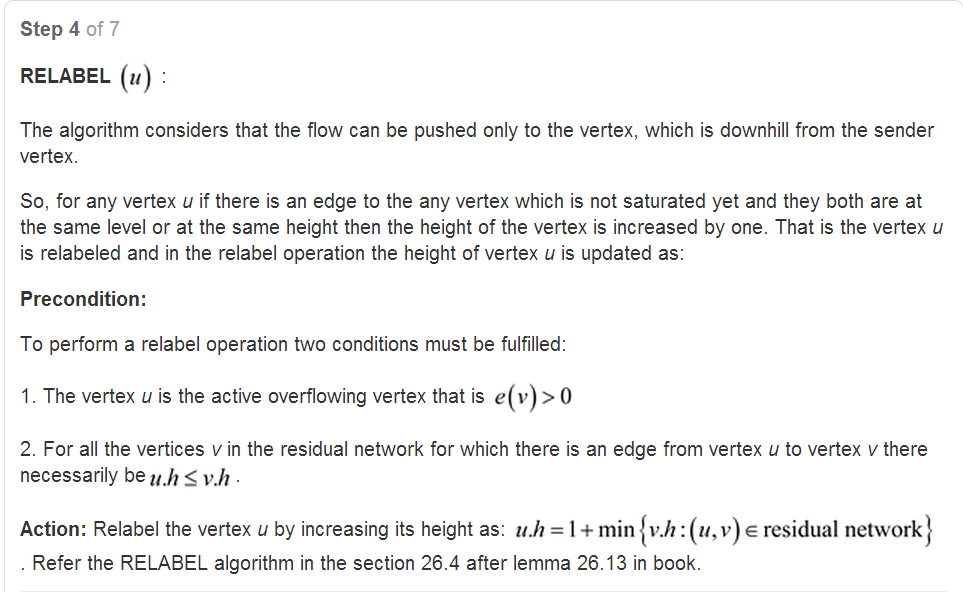 Step 4 of 7
RELABEL (u) :
The algorithm considers that the flow can be pushed only to the vertex, which is downhill from the sender
vertex.
So, for any vertex u if there is an edge to the any vertex which is not saturated yet and they both are at
the same level or at the same height then the height of the vertex is increased by one. That is the vertex u
is relabeled and in the relabel operation the height of vertex u is updated as:
Precondition:
To perform a relabel operation two conditions must be fulfilled:
1. The vertex u is the active overflowing vertex that is e(v)>0
2. For all the vertices v in the residual network for which there is an edge from vertex u to vertex v there
necessarily be u.h ≤ v.h .
Action: Relabel the vertex u by increasing its height as: u.h = 1 + min{v.h : (u, v) ∈ residual network}
. Refer the RELABEL algorithm in the section 26.4 after lemma 26.13 in book.